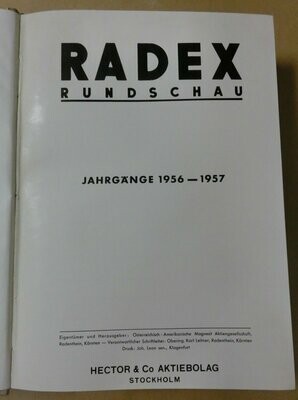 RADEX
RUNDSCHAU
JAHRGÄNGE 1956—1957
Eigentümer und Herausgeber: Österreichisch-Amerikanische Magnesit Aktiengesellschaft,
Radenthein, Kärnten — Verantwortlicher Schriftleiter: Obering. Karl Leitner, Radenthein, Kärnten
Druck: Joh. Leon sen., Klagenfurt
HECTOR & Co AKTIEBOLAG
STOCKHOLM